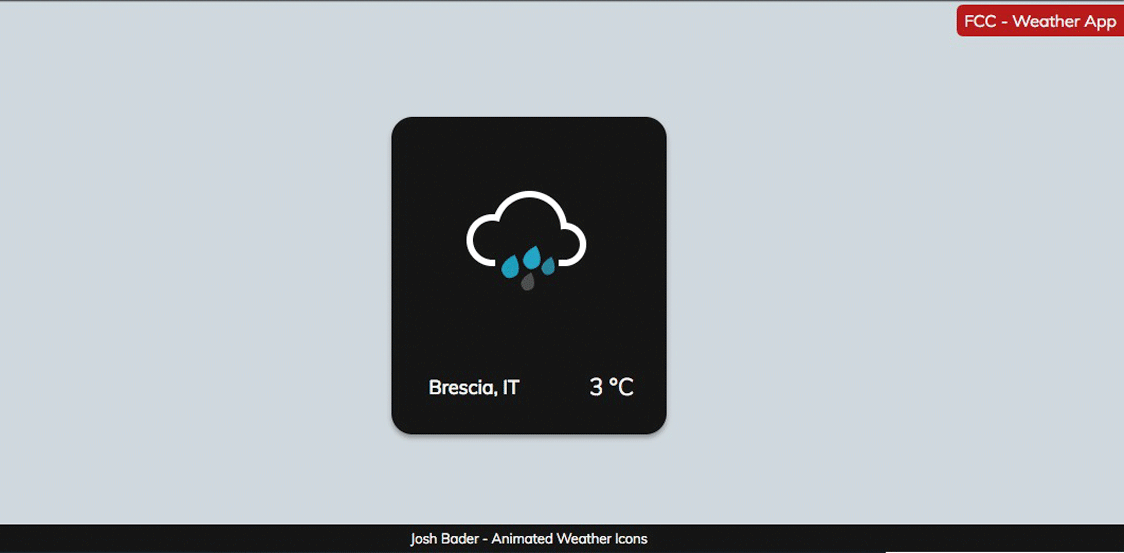 FCC - Weather App
Brescia, IT
3 °C
Josh Bader - Animated Weather Icons